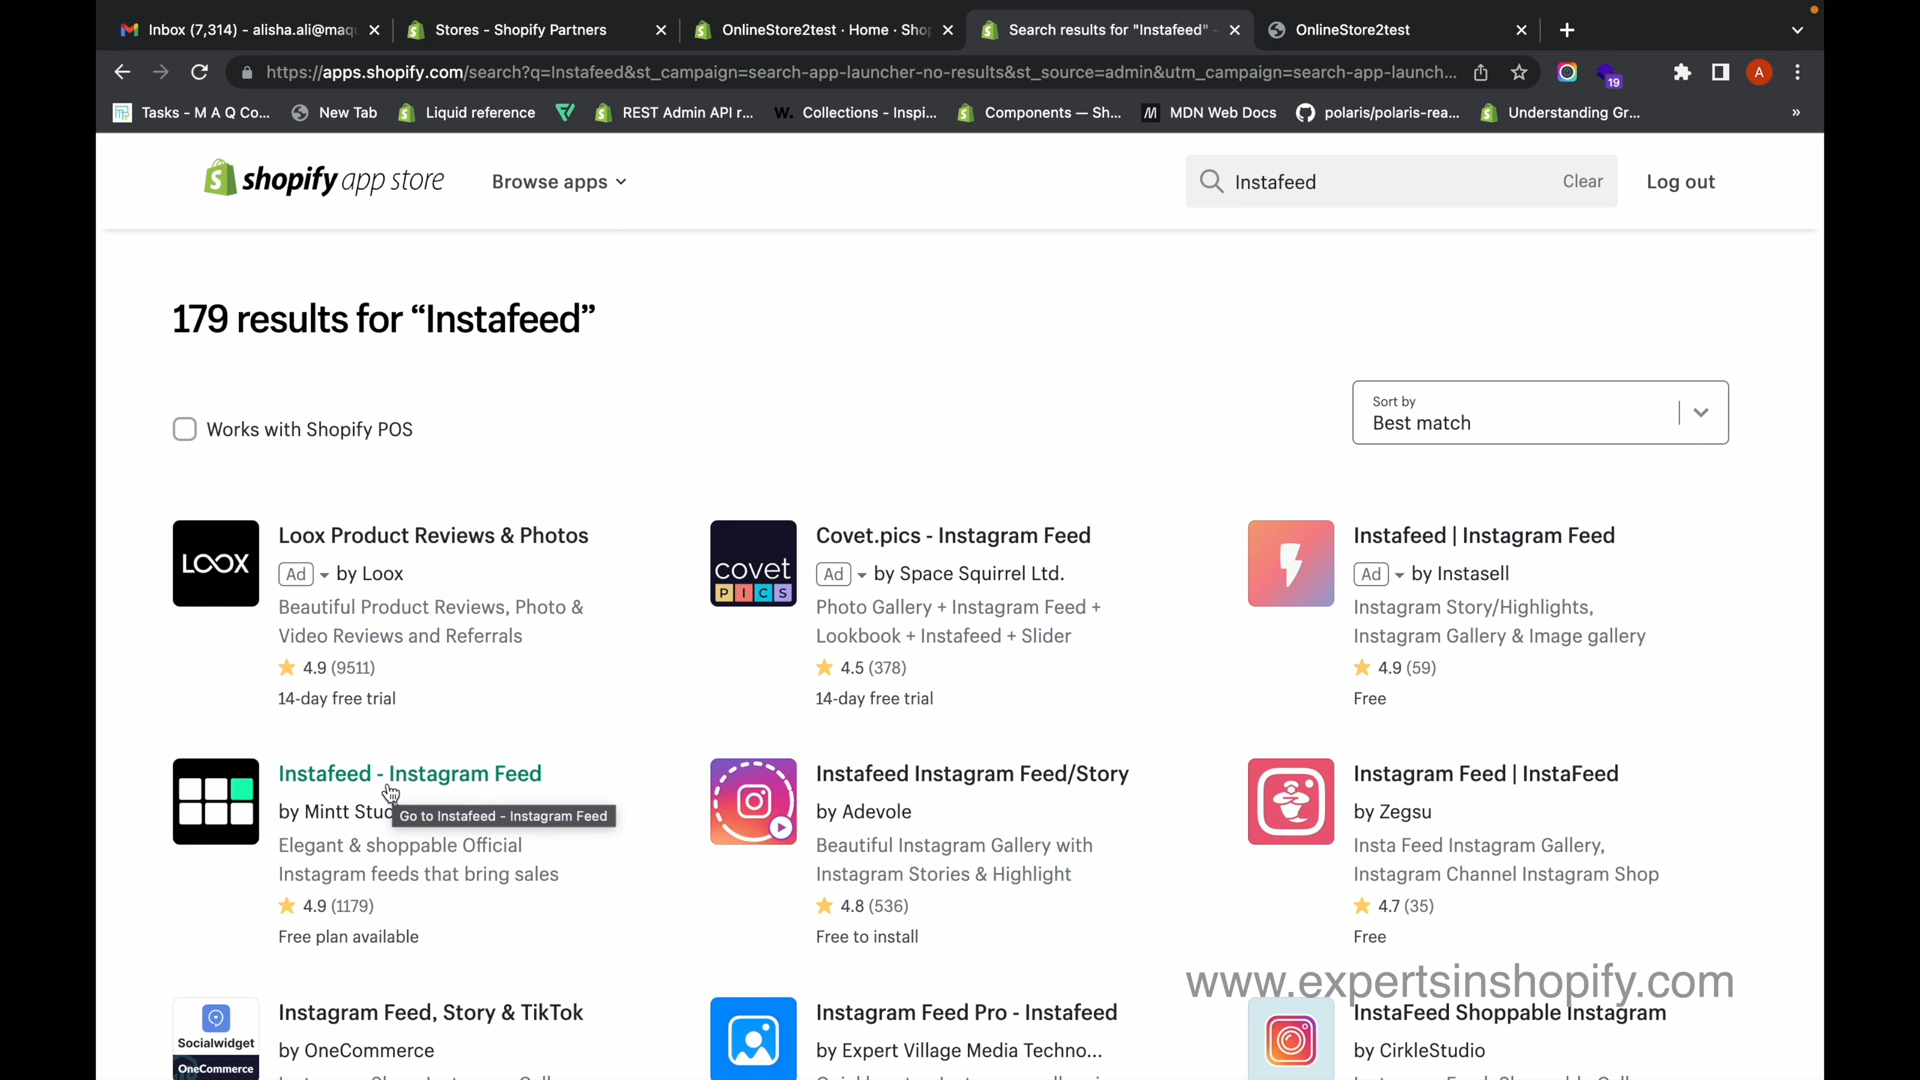 Inbox (7,314) - alisha.ali@maqu
Stores - Shopify Partners
OnlineStore2test · Home · Shop
Search results for "Instafeed" -
OnlineStore2test
https://apps.shopify.com/search?q=Instafeed&st_campaign=search-app-launcher-no-results&st_source=admin&utm_campaign=search-app-launch...
19
A
Tasks - M A Q Co...
New Tab
Liquid reference
REST Admin API r...
W.
Collections - Inspi...
Components — Sh...
MDN Web Docs
polaris/polaris-rea...
Understanding Gr...
»
shopify app store
Browse apps
Instafeed
Clear
Log out
179 results for “Instafeed”
Works with Shopify POS
Sort by
Best match
LOOX
Loox Product Reviews & Photos
Ad by Loox
Beautiful Product Reviews, Photo &
Video Reviews and Referrals
4.9 (9511)
14-day free trial
covet
PICS
Covet.pics - Instagram Feed
Ad by Space Squirrel Ltd.
Photo Gallery + Instagram Feed +
Lookbook + Instafeed + Slider
4.5 (378)
14-day free trial
Instafeed | Instagram Feed
Ad by Instasell
Instagram Story/Highlights,
Instagram Gallery & Image gallery
4.9 (59)
Free
Instafeed - Instagram Feed
by Mintt Stud
Go to Instafeed - Instagram Feed
Elegant & shoppable Official
Instagram feeds that bring sales
4.9 (1179)
Free plan available
Instafeed Instagram Feed/Story
by Adevole
Beautiful Instagram Gallery with
Instagram Stories & Highlight
4.8 (536)
Free to install
Instagram Feed | InstaFeed
by Zegsu
Insta Feed Instagram Gallery,
Instagram Channel Instagram Shop
4.7 (35)
Free
www.expertsinshopify.com
Socialwidget
OneCommerce
Instagram Feed, Story & TikTok
by OneCommerce
Instagram Feed Pro - Instafeed
by Expert Village Media Techno...
InstaFeed Shoppable Instagram
by CirkleStudio